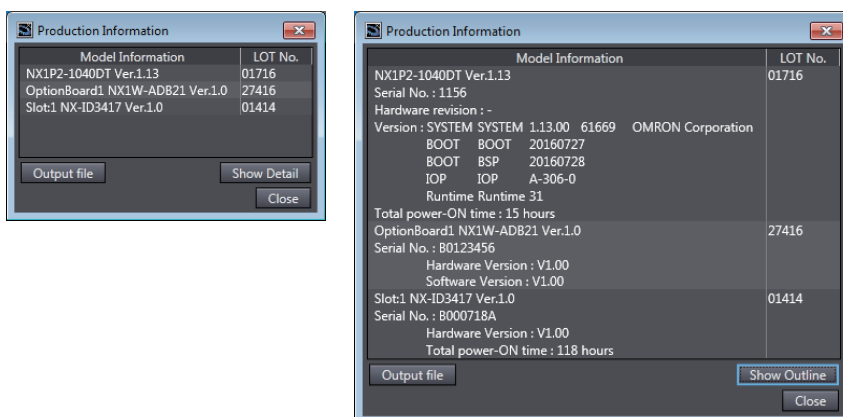 Production Information
Model Information LOT No.
NX1P2-1040DT Ver.1.13 01716
OptionBoard1 NX1W-ADB21 Ver.1.0 27416
Slot:1 NX-ID3417 Ver.1.0 01414
Output file Show Detail
Close
Production Information
Model Information LOT No.
NX1P2-1040DT Ver.1.13 01716
Serial No. : 1156
Hardware revision : -
Version : SYSTEM SYSTEM 1.13.00 61669 OMRON Corporation
BOOT BOOT 20160727
BOOT BSP 20160728
IOP IOP A-306-0
Runtime Runtime 31
Total power-ON time : 15 hours
OptionBoard1 NX1W-ADB21 Ver.1.0 27416
Serial No. : B0123456
Hardware Version : V1.00
Software Version : V1.00
Slot:1 NX-ID3417 Ver.1.0 01414
Serial No. : B000718A
Hardware Version : V1.00
Total power-ON time : 118 hours
Output file Show Outline
Close